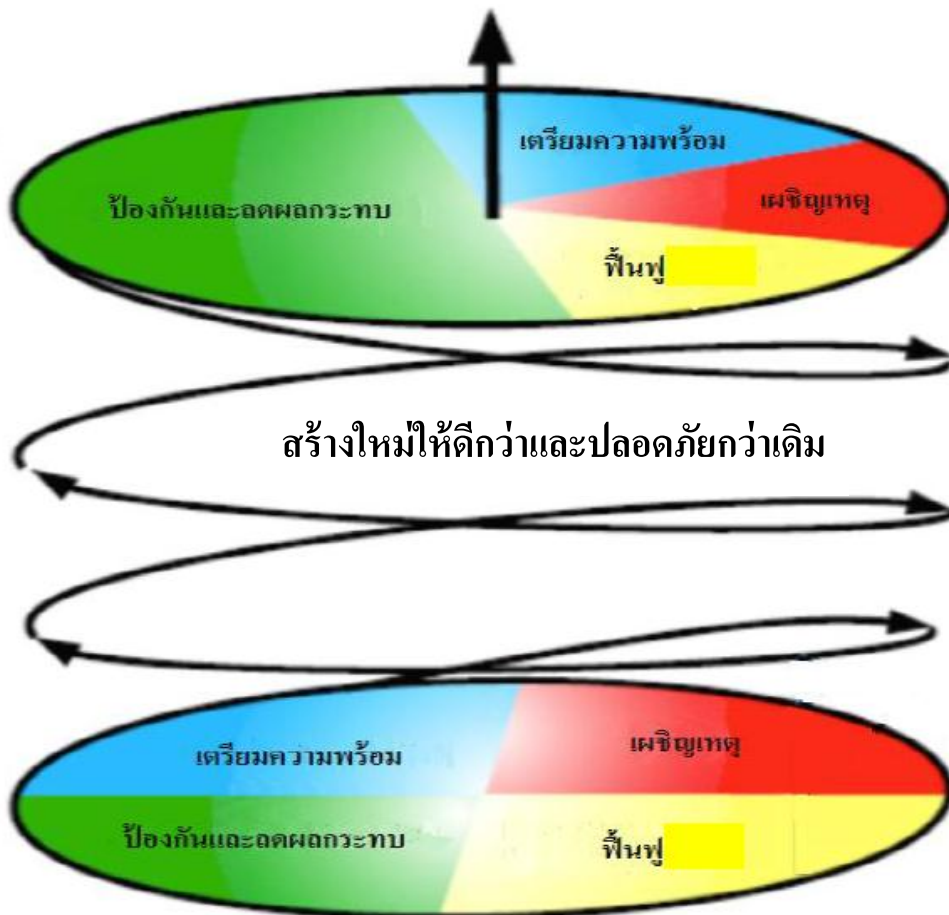 เตรียมความพร้อม
ป้องกันและลดผลกระทบ
เผชิญเหตุ
ฟื้นฟู
สร้างใหม่ให้ดีกว่าและปลอดภัยกว่าเดิม
เตรียมความพร้อม
เผชิญเหตุ
ป้องกันและลดผลกระทบ
ฟื้นฟู